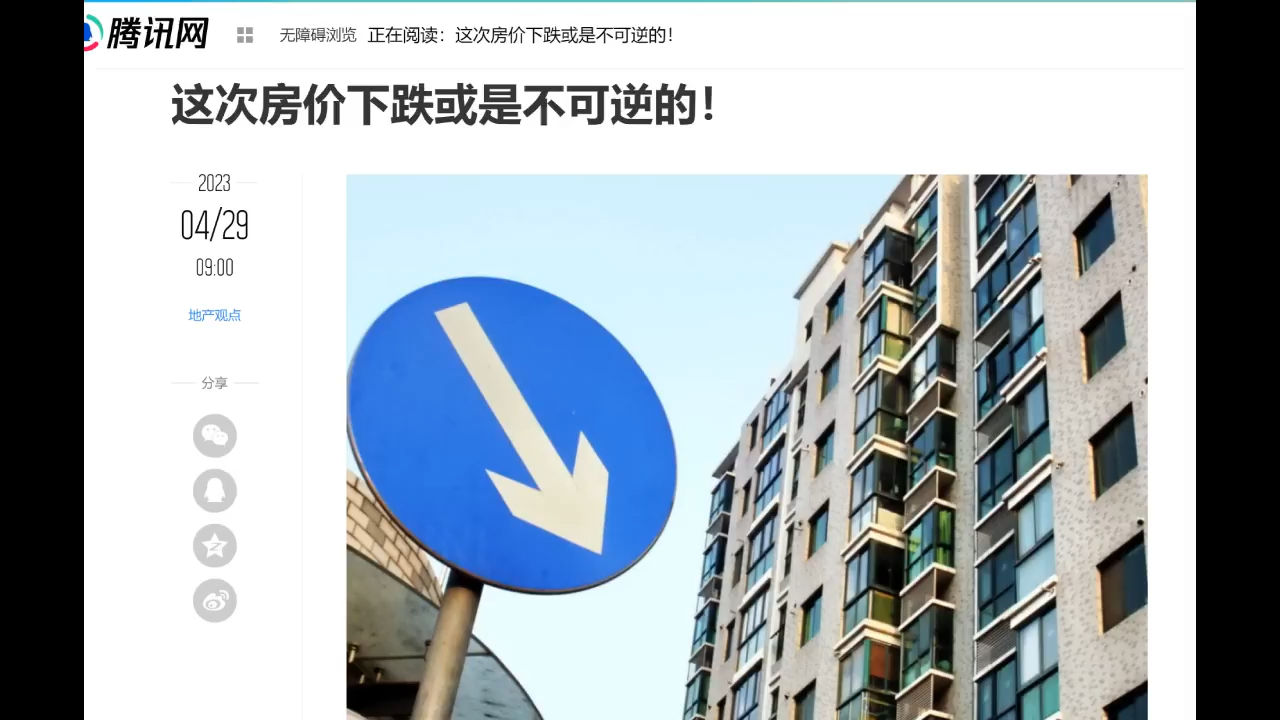 腾讯网
无障碍浏览 正在阅读：这次房价下跌或是不可逆的！
这次房价下跌或是不可逆的！
2023
04/29
09:00
地产观点
分享